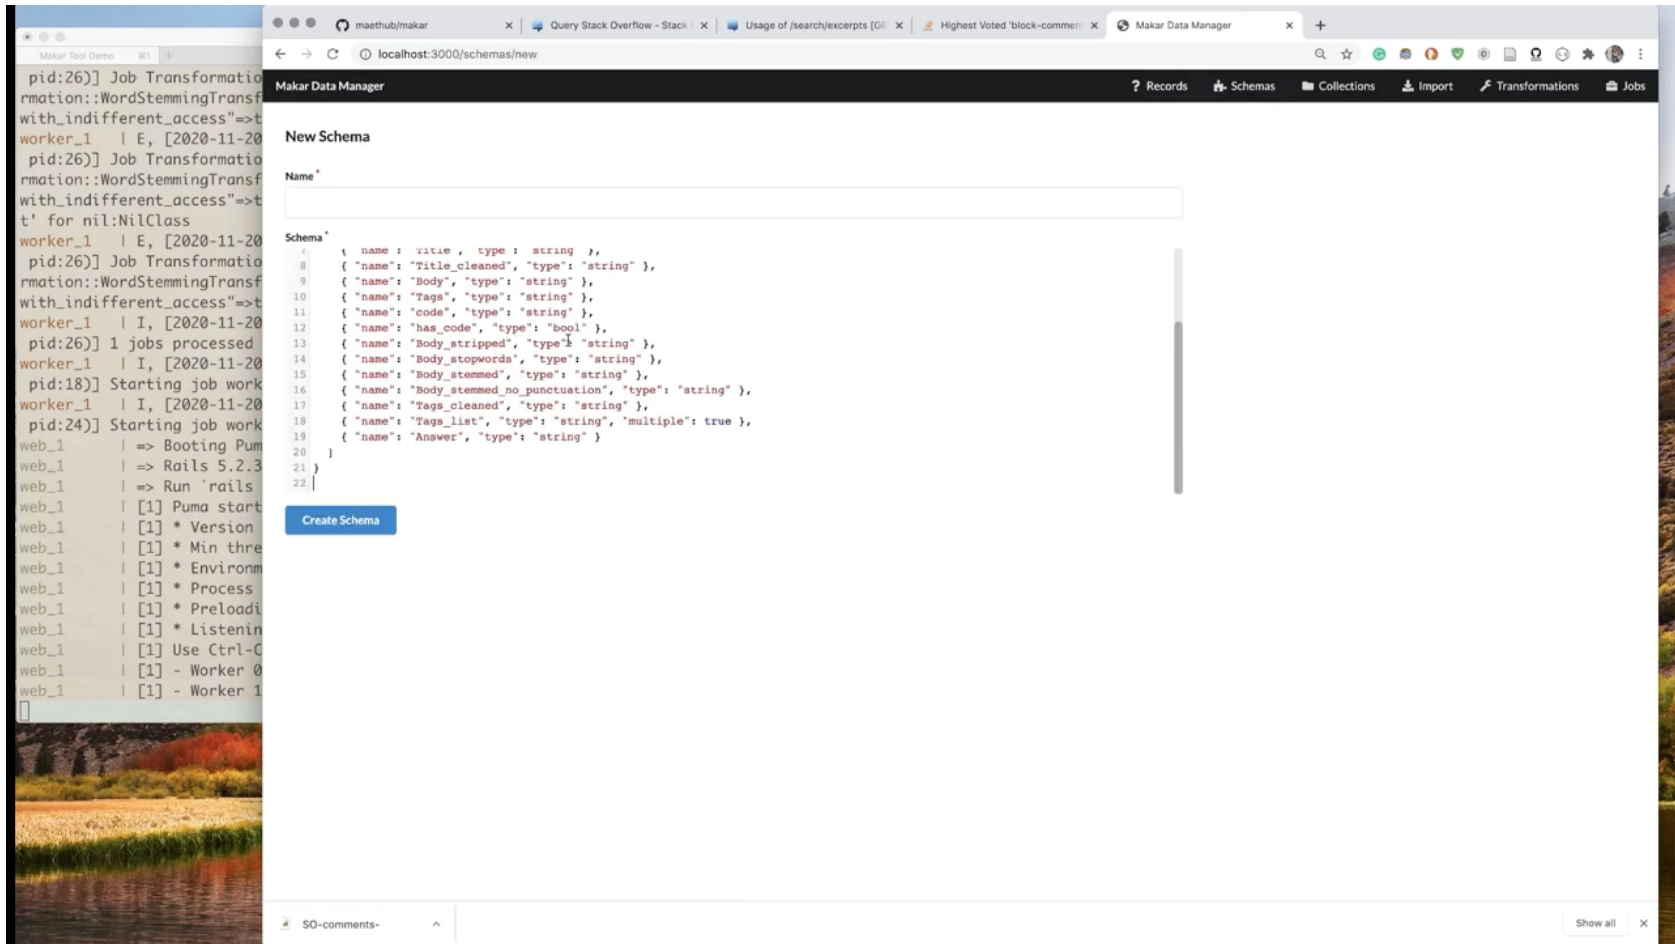 Makar Tool Demo ⌘1 +
pid:26)] Job Transformatio
rmation::WordStemmingTransf
with_indifferent_access"=>t
worker_1 | E, [2020-11-20
pid:26)] Job Transformatio
rmation::WordStemmingTransf
with_indifferent_access"=>t
t' for nil:NilClass
worker_1 | E, [2020-11-20
pid:26)] Job Transformatio
rmation::WordStemmingTransf
with_indifferent_access"=>t
worker_1 | I, [2020-11-20
pid:26)] 1 jobs processed
worker_1 | I, [2020-11-20
pid:18)] Starting job work
worker_1 | I, [2020-11-20
pid:24)] Starting job work
web_1 | => Booting Pum
web_1 | => Rails 5.2.3
web_1 | => Run `rails
web_1 | [1] Puma start
web_1 | [1] * Version
web_1 | [1] * Min thre
web_1 | [1] * Environm
web_1 | [1] * Process
web_1 | [1] * Preloadi
web_1 | [1] * Listenin
web_1 | [1] Use Ctrl-C
web_1 | [1] - Worker 0
web_1 | [1] - Worker 1
maethub/makar
Query Stack Overflow - Stack
Usage of /search/excerpts [GE
Highest Voted 'block-commen
Makar Data Manager
localhost:3000/schemas/new
Makar Data Manager
Records Schemas Collections Import Transformations Jobs
New Schema
Name *
Schema *
7 { "name": "Title", "type": "string" },
8 { "name": "Title_cleaned", "type": "string" },
9 { "name": "Body", "type": "string" },
10 { "name": "Tags", "type": "string" },
11 { "name": "code", "type": "string" },
12 { "name": "has_code", "type": "bool" },
13 { "name": "Body_stripped", "type": "string" },
14 { "name": "Body_stopwords", "type": "string" },
15 { "name": "Body_stemmed", "type": "string" },
16 { "name": "Body_stemmed_no_punctuation", "type": "string" },
17 { "name": "Tags_cleaned", "type": "string" },
18 { "name": "Tags_list", "type": "string", "multiple": true },
19 { "name": "Answer", "type": "string" }
20 ]
21 }
22
Create Schema
SO-comments-
Show all